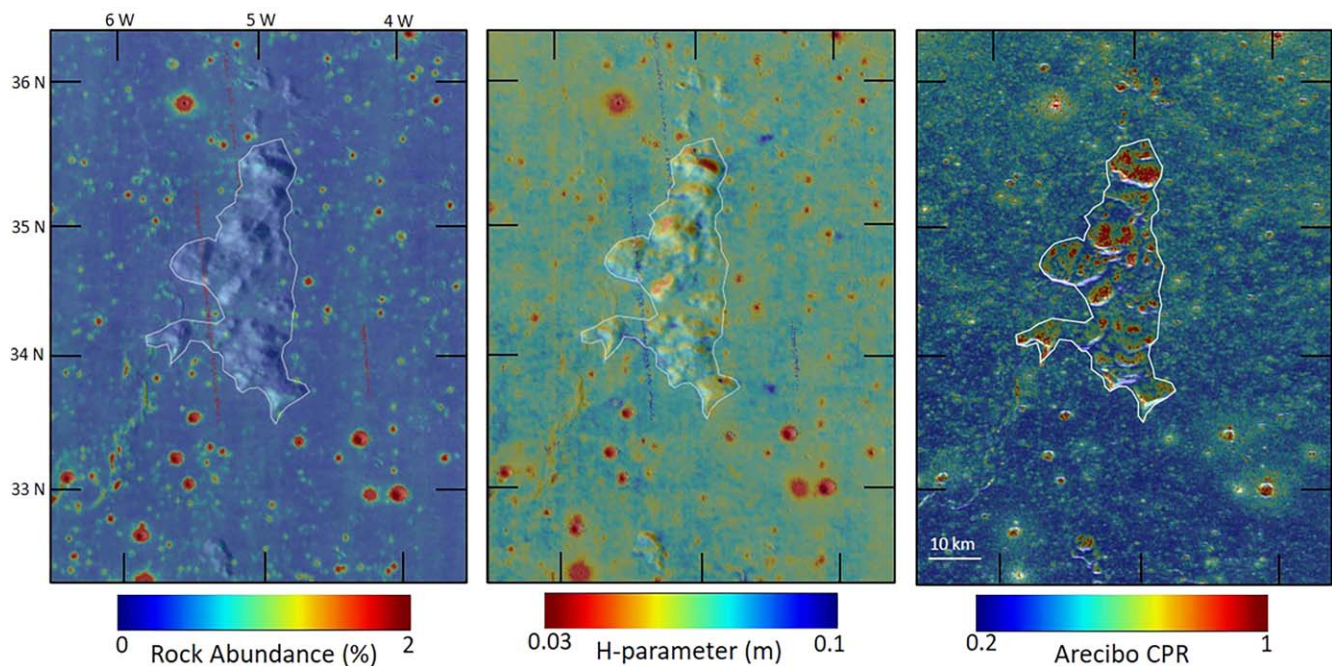 6 W 5 W 4 W
36 N
35 N
34 N
33 N
10 km
0 2
Rock Abundance (%)
0.03 0.1
H-parameter (m)
0.2 1
Arecibo CPR